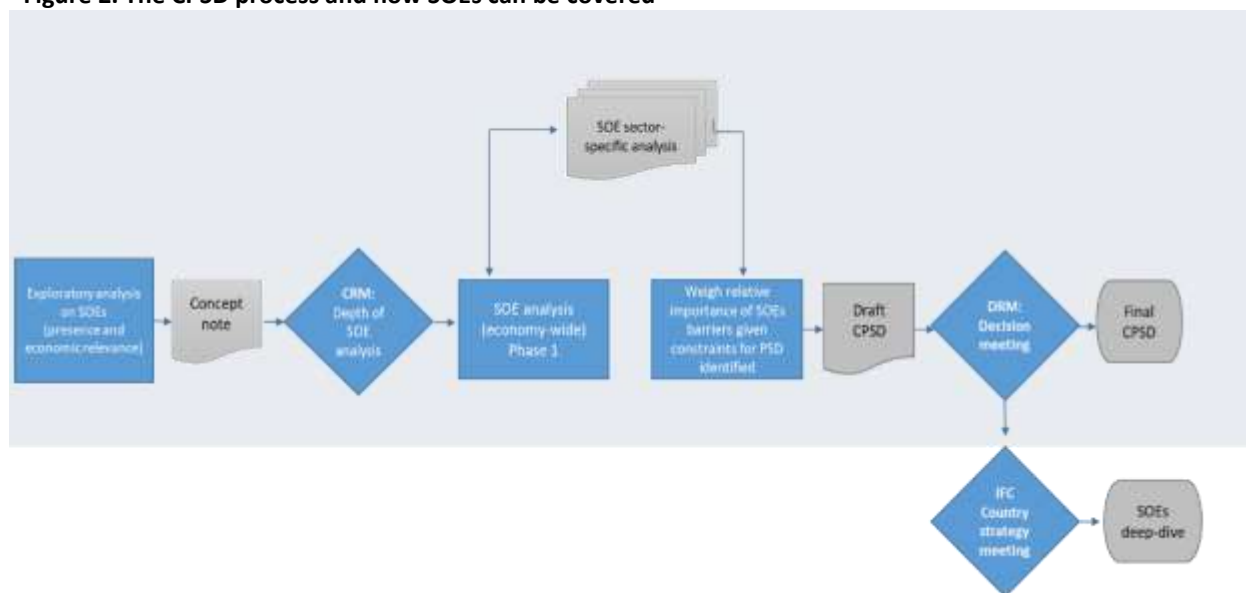 Figure 2. The CPSD process and how SOEs can be covered
SOE sector-
specific analysis
Exploratory analysis
on SOEs
(presence and
economic relevance)
Concept
note
CRM:
Depth of
SOE
analysis
SOE analysis
(economy-wide)
Phase 1
Weigh relative
importance of SOEs
barriers given
constraints for PSD
identified
Draft
CPSD
DRM:
Decision
meeting
Final
CPSD
IFC
Country
strategy
meeting
SOEs
deep-dive